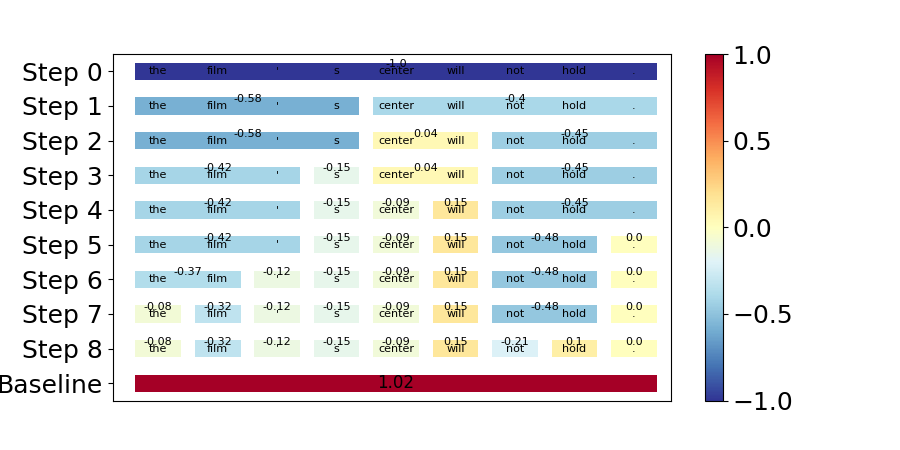 -1.0
Step 0 the film ' s center will not hold .
-0.58 -0.4
Step 1 the film ' s center will not hold .
-0.58 0.04 -0.45
Step 2 the film ' s center will not hold .
-0.42 -0.15 0.04 -0.45
Step 3 the film ' s center will not hold .
-0.42 -0.15 -0.09 0.15 -0.45
Step 4 the film ' s center will not hold .
-0.42 -0.15 -0.09 0.15 -0.48 0.0
Step 5 the film ' s center will not hold .
-0.37 -0.12 -0.15 -0.09 0.15 -0.48 0.0
Step 6 the film ' s center will not hold .
-0.08 -0.32 -0.12 -0.15 -0.09 0.15 -0.48 0.0
Step 7 the film ' s center will not hold .
-0.08 -0.32 -0.12 -0.15 -0.09 0.15 -0.21 0.1 0.0
Step 8 the film ' s center will not hold .
Baseline 1.02
1.0
0.5
0.0
−0.5
−1.0